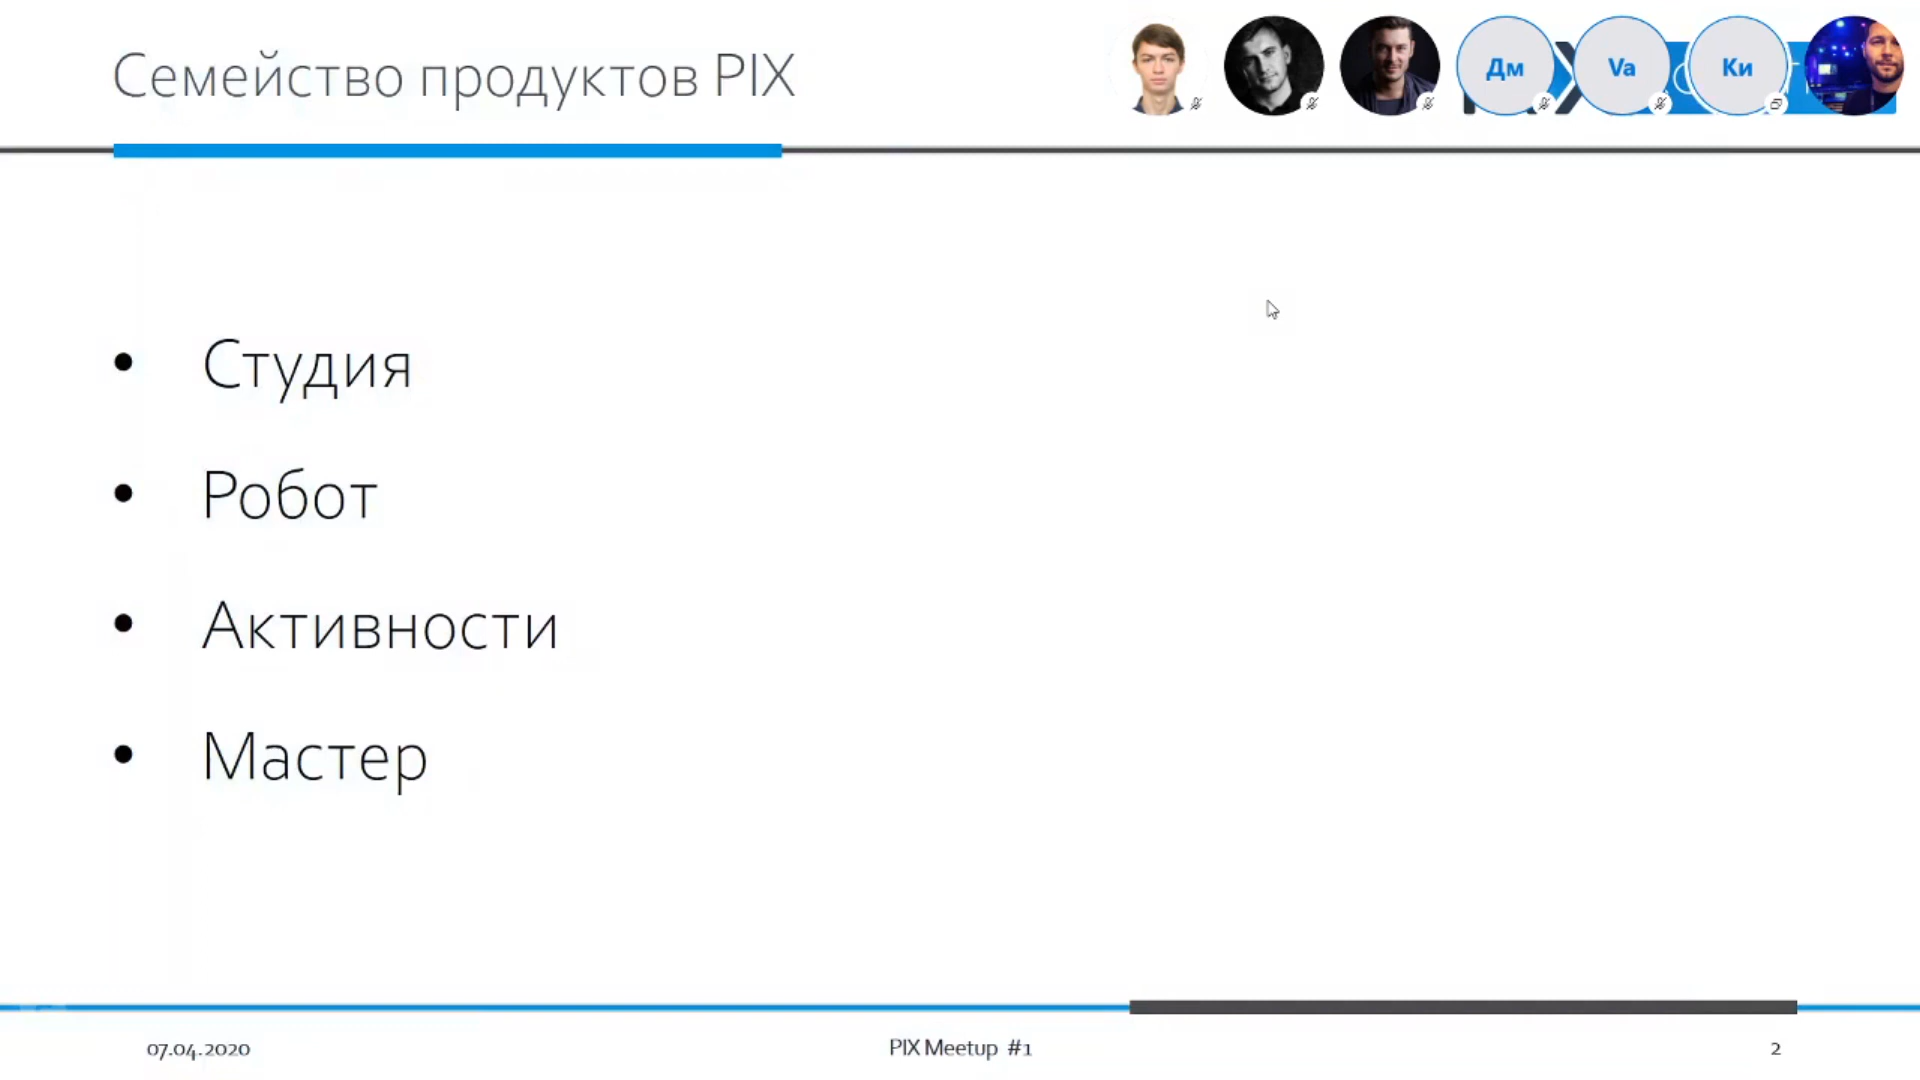 Семейство продуктов PIX
Дм
Va
Ки
• Студия
• Робот
• Активности
• Мастер
07.04.2020
PIX Meetup #1
2